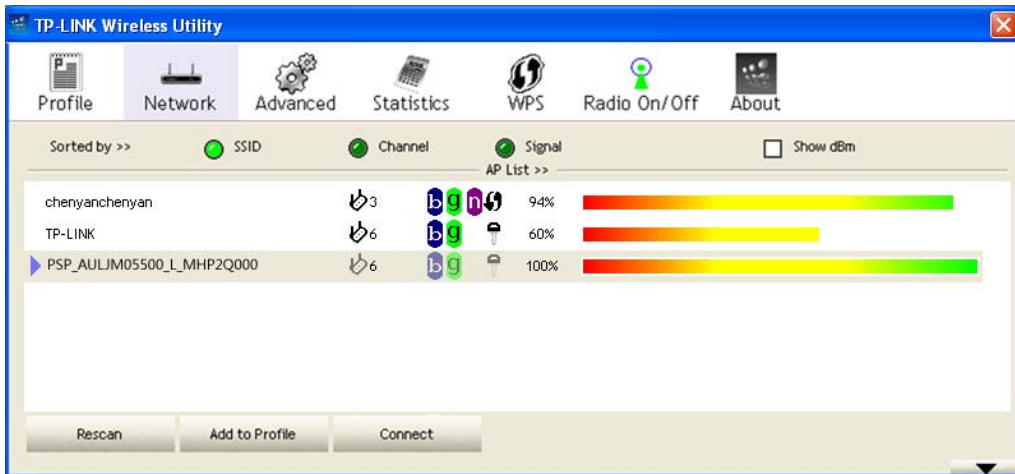 TP-LINK Wireless Utility
Profile Network Advanced Statistics WPS Radio On/Off About
Sorted by >> SSID Channel Signal Show dBm
AP List >>
chenyanchenyan 3 b g n 94%
TP-LINK 6 b g 60%
PSP_AULJM05500_L_MHP2Q000 6 b g 100%
Rescan Add to Profile Connect